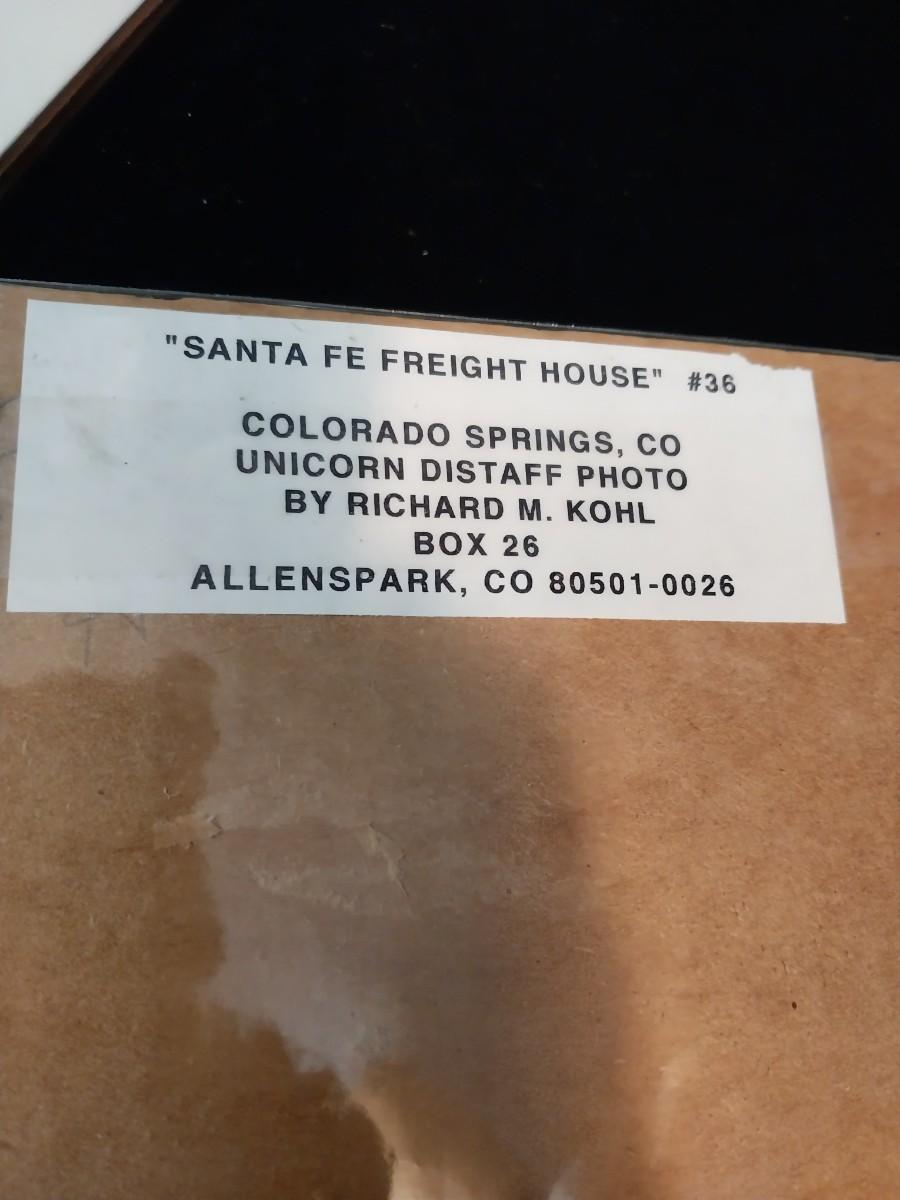 "SANTA FE FREIGHT HOUSE" #36
COLORADO SPRINGS, CO
UNICORN DISTAFF PHOTO
BY RICHARD M. KOHL
BOX 26
ALLENSPARK, CO 80501-0026